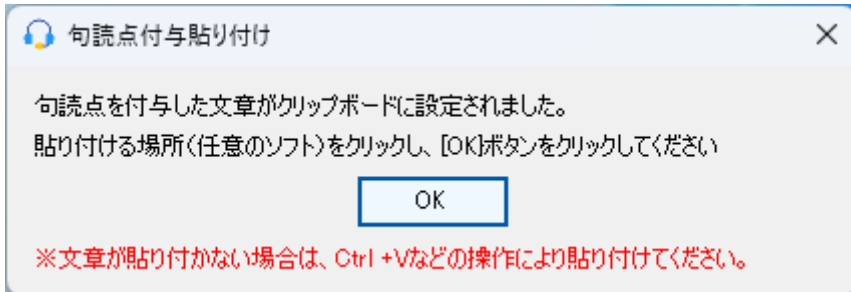 句読点付与貼り付け
句読点を付与した文章がクリップボードに設定されました。
貼り付ける場所(任意のソフト)をクリックし、[OK]ボタンをクリックしてください
OK
※文章が貼り付かない場合は、Ctrl +Vなどの操作により貼り付けてください。